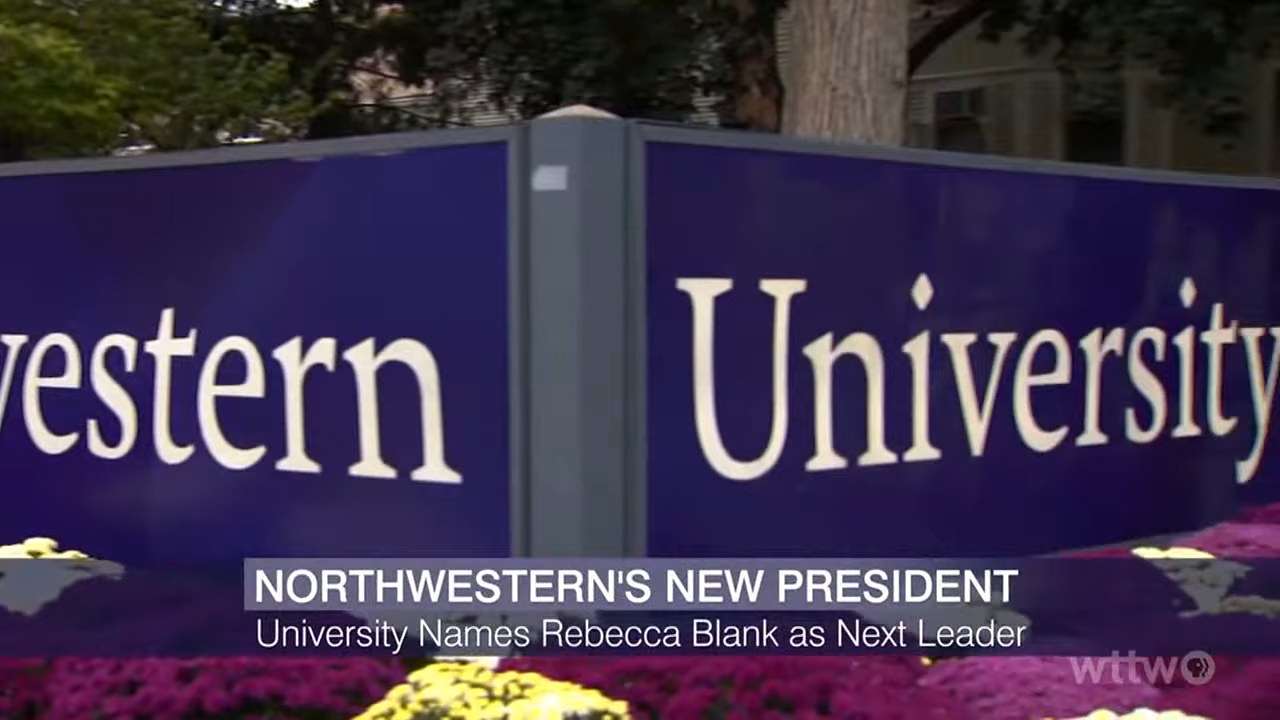 western
University
NORTHWESTERN'S NEW PRESIDENT
University Names Rebecca Blank as Next Leader
wttw